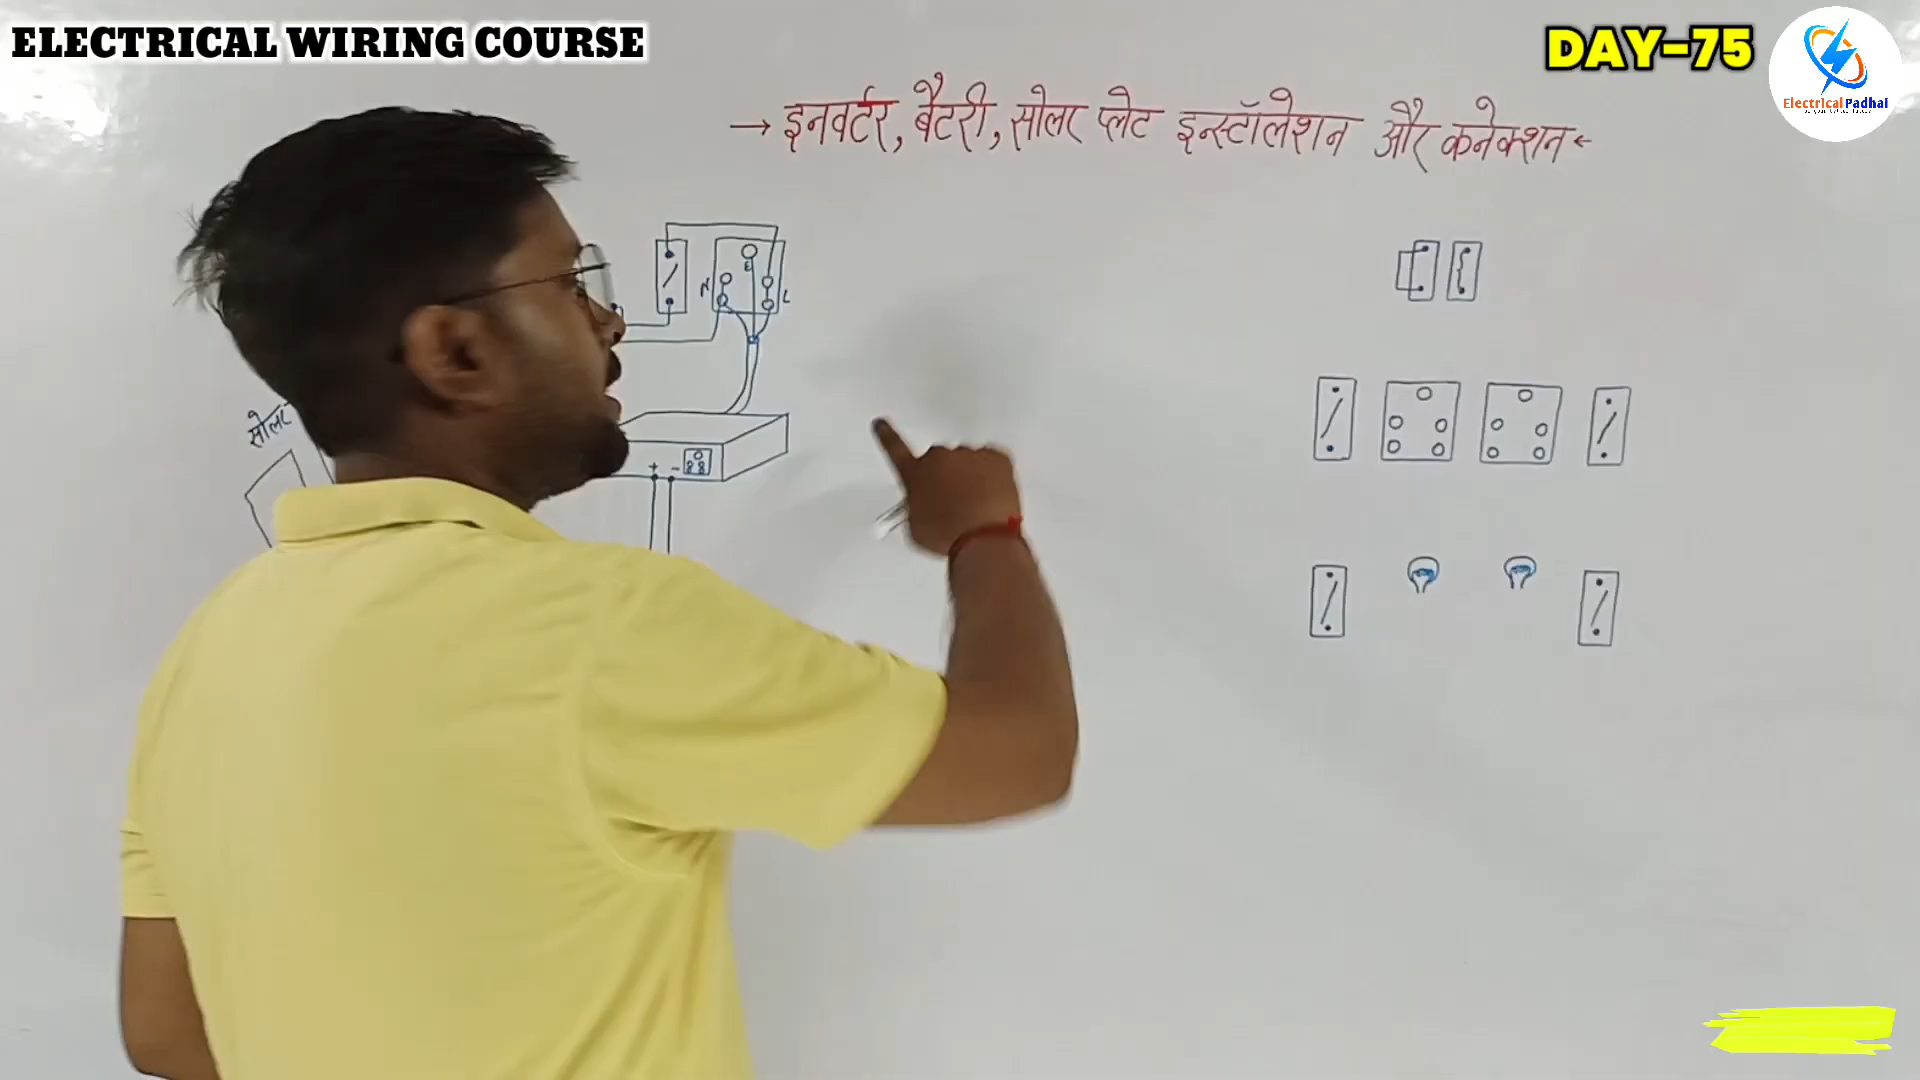 ELECTRICAL WIRING COURSE
DAY-75
Electrical Padhai
→ इनवर्टर, बैटरी, सोलर प्लेट इन्स्टॉलेशन और कनेक्शन ←
E
N
L
सोलर
+ -